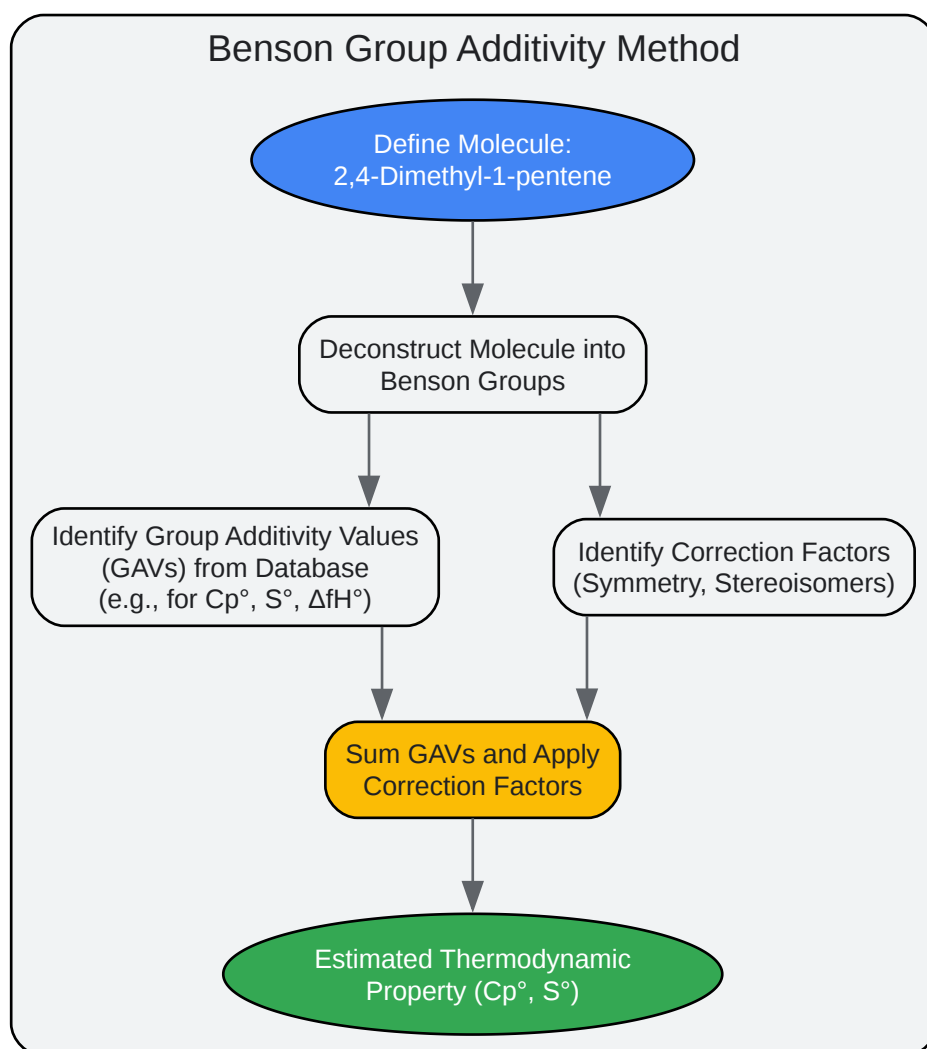 Benson Group Additivity Method
Define Molecule:
2,4-Dimethyl-1-pentene
Deconstruct Molecule into
Benson Groups
Identify Group Additivity Values
(GAVs) from Database
(e.g., for Cp°, S°, ΔfH°)
Identify Correction Factors
(Symmetry, Stereoisomers)
Sum GAVs and Apply
Correction Factors
Estimated Thermodynamic
Property (Cp°, S°)